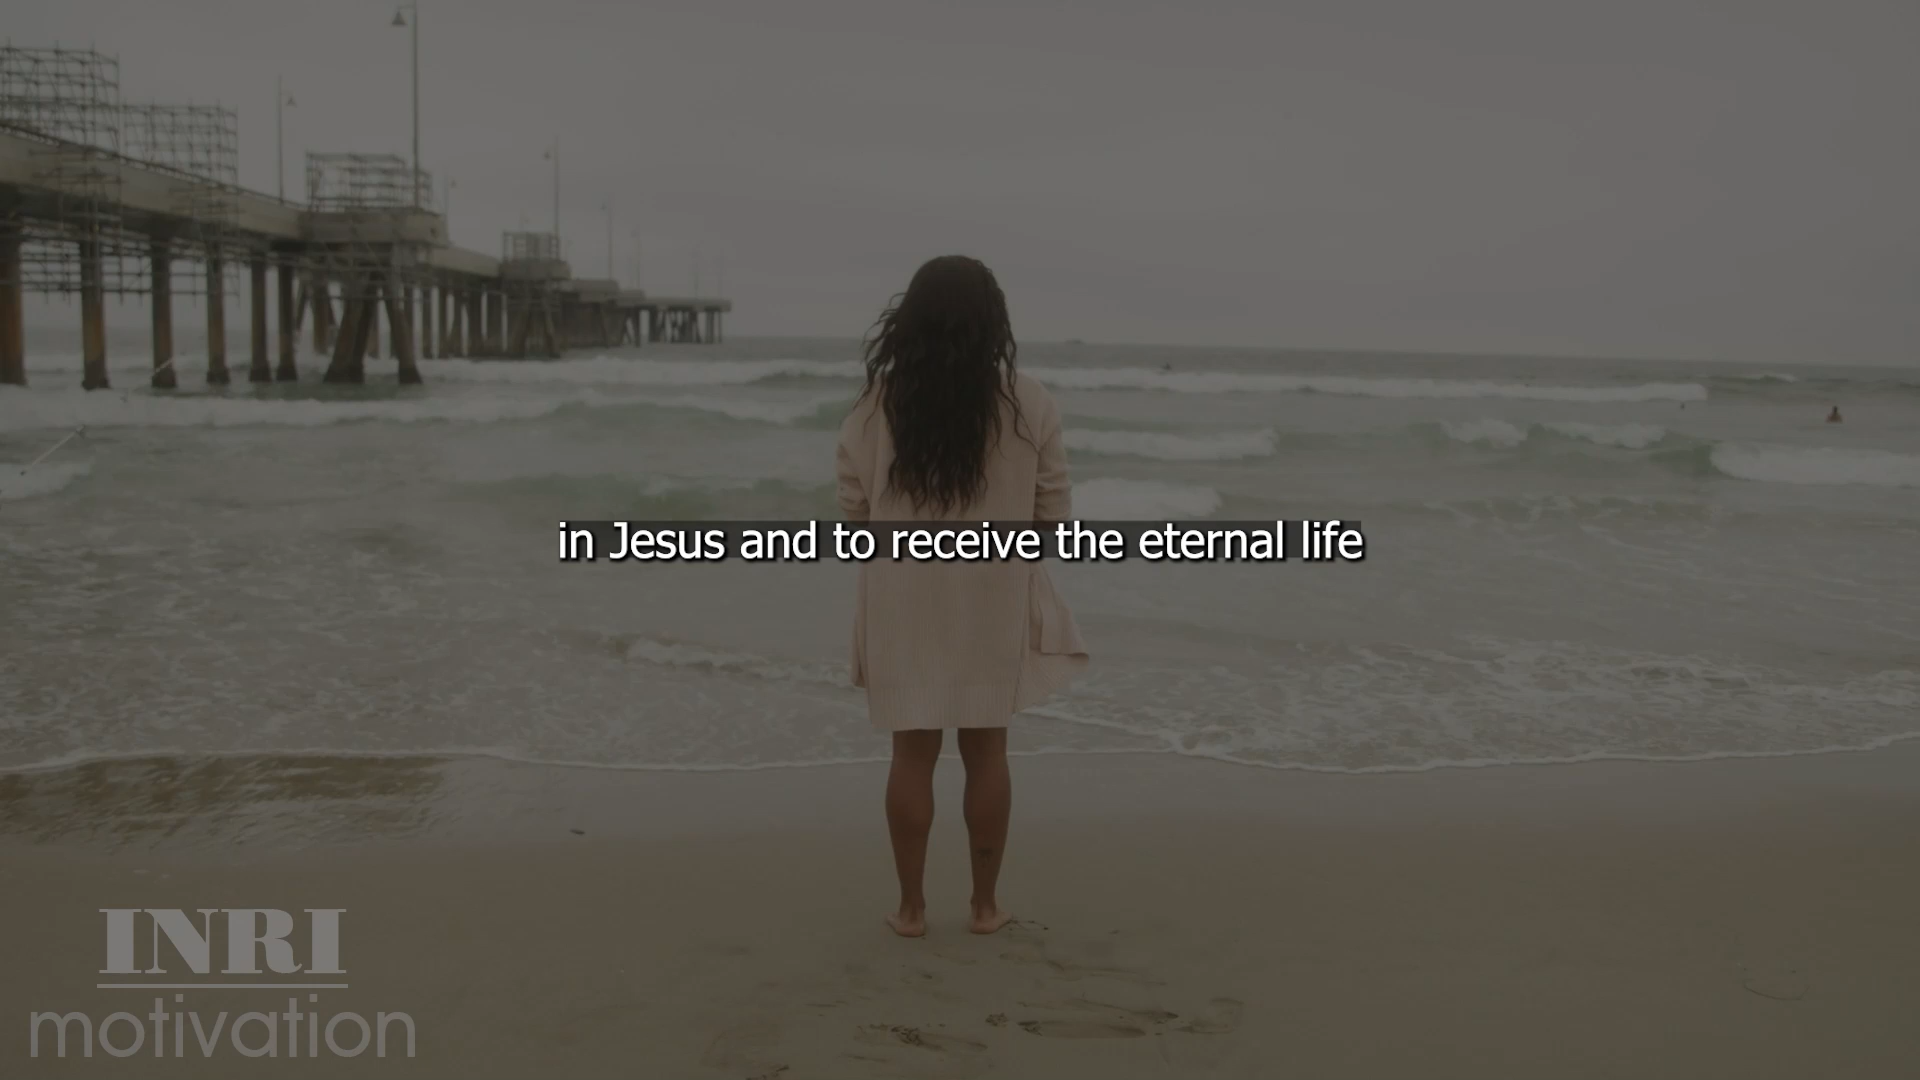 in Jesus and to receive the eternal life
INRI
motivation